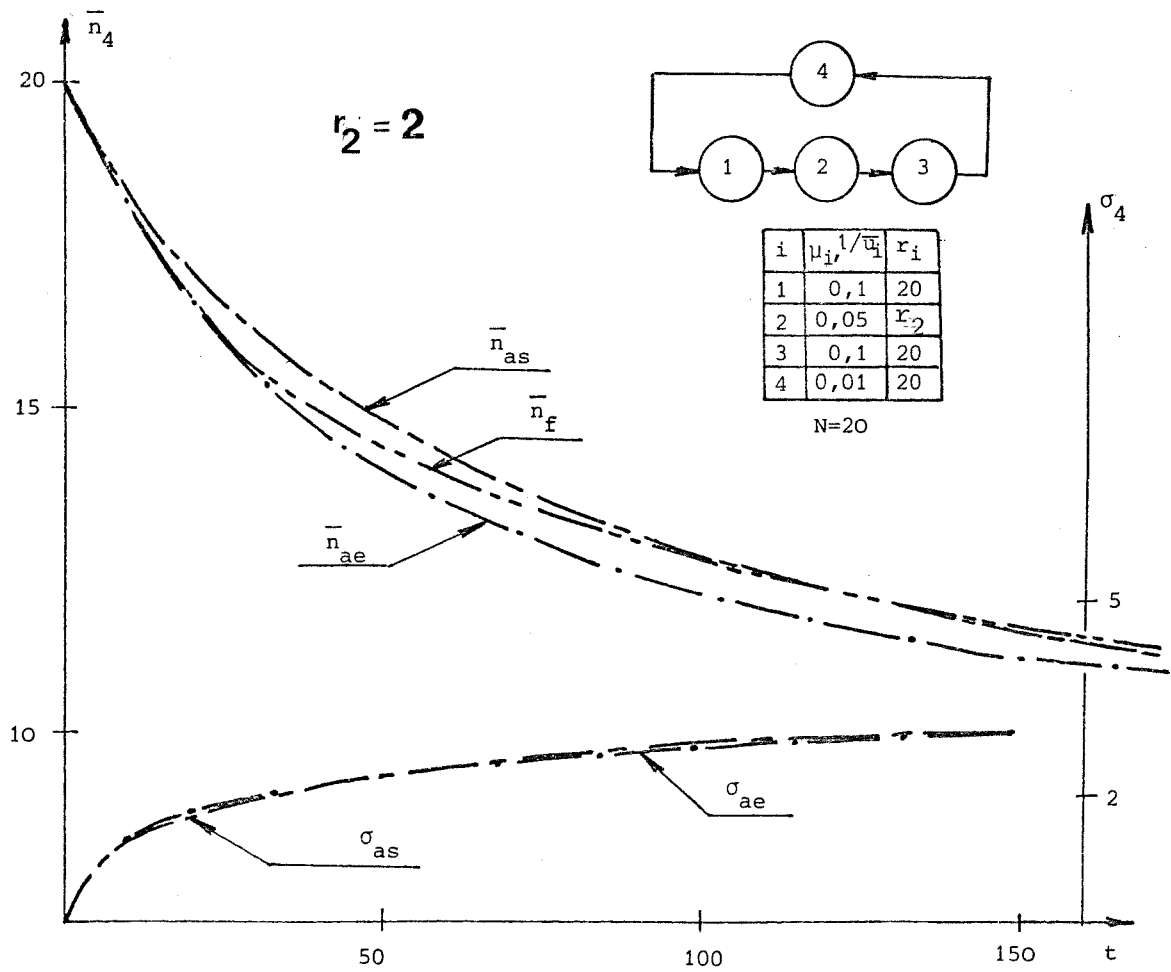 n̅₄
20
r₂ = 2
4
1 2 3
σ₄
i μᵢ,1/u̅ᵢ rᵢ
1 0,1 20
2 0,05 r₂
3 0,1 20
4 0,01 20
N=20
n̅as
15
n̅f
n̅ae
5
10
2
σae
σas
50 100 150 t